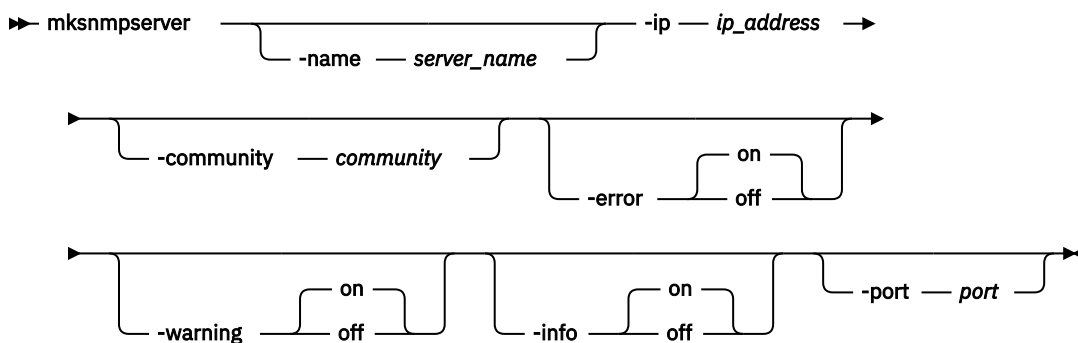 mksnmpserver -ip ip_address
-name server_name
-community community
on
-error off
on on
-port port
-warning off -info off